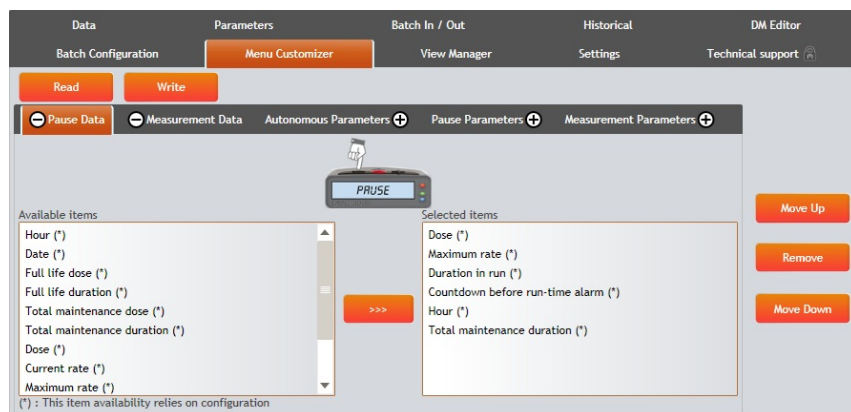 Data Parameters Batch In / Out Historical DM Editor
Batch Configuration Menu Customizer View Manager Settings Technical support
Read Write
Pause Data Measurement Data Autonomous Parameters Pause Parameters Measurement Parameters
PAUSE
Available items Selected items
Hour (*)
Date (*)
Full life dose (*)
Full life duration (*)
Total maintenance dose (*)
Total maintenance duration (*)
Dose (*)
Current rate (*)
Maximum rate (*)
(*) : This item availability relies on configuration
>>>
Dose (*)
Maximum rate (*)
Duration in run (*)
Countdown before run-time alarm (*)
Hour (*)
Total maintenance duration (*)
Move Up
Remove
Move Down